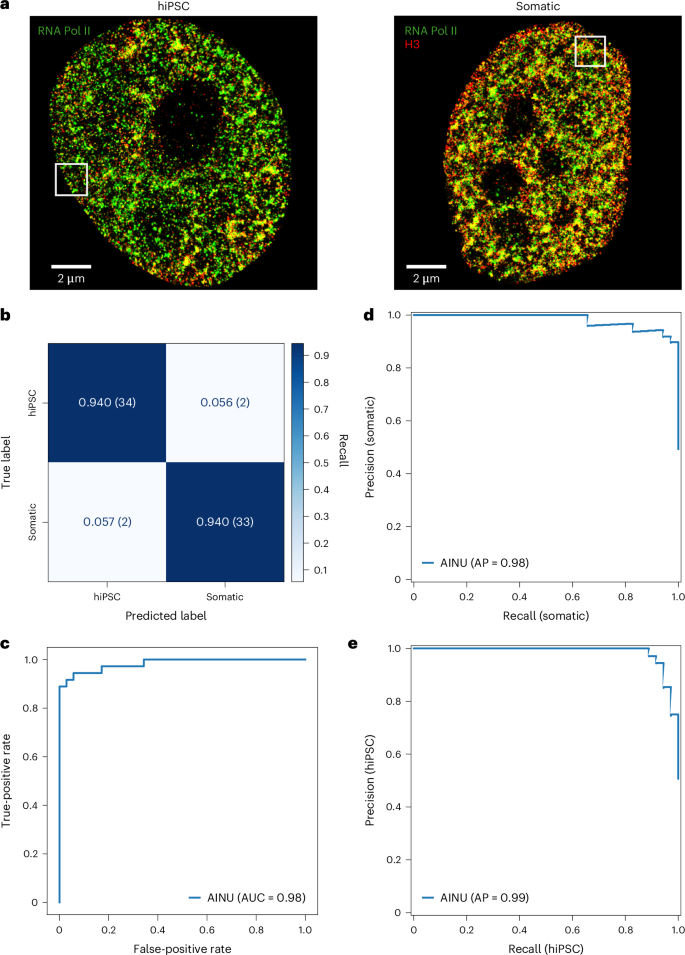 a
hiPSC
Somatic
RNA Pol II
RNA Pol II
H3
2 µm
2 µm
b
0.940 (34)
0.056 (2)
0.057 (2)
0.940 (33)
hiPSC
Somatic
True label
hiPSC
Somatic
Predicted label
0.9
0.8
0.7
0.6
0.5
0.4
0.3
0.2
0.1
Recall
d
1.0
0.8
0.6
0.4
0.2
0
Precision (somatic)
AINU (AP = 0.98)
0 0.2 0.4 0.6 0.8 1.0
Recall (somatic)
c
1.0
0.8
0.6
0.4
0.2
0
True-positive rate
AINU (AUC = 0.98)
0 0.2 0.4 0.6 0.8 1.0
False-positive rate
e
1.0
0.8
0.6
0.4
0.2
0
Precision (hiPSC)
AINU (AP = 0.99)
0 0.2 0.4 0.6 0.8 1.0
Recall (hiPSC)